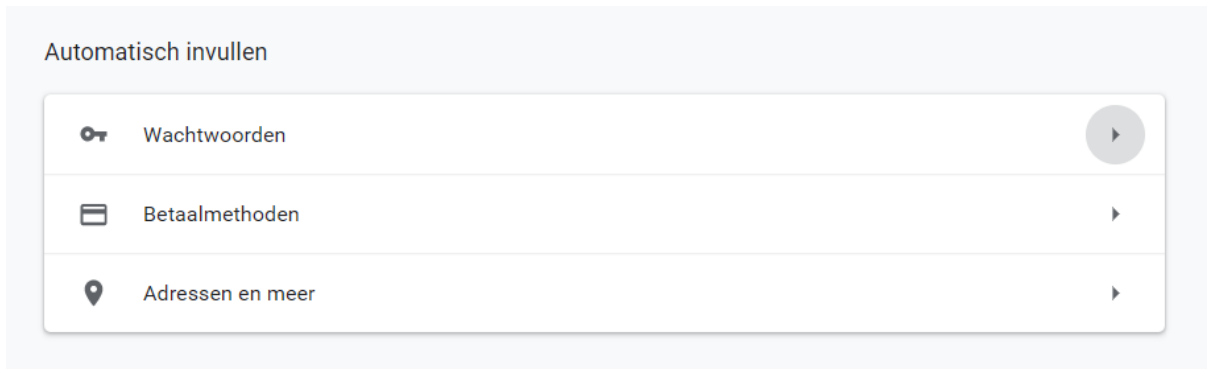 Automatisch invullen
Wachtwoorden
Betaalmethoden
Adressen en meer